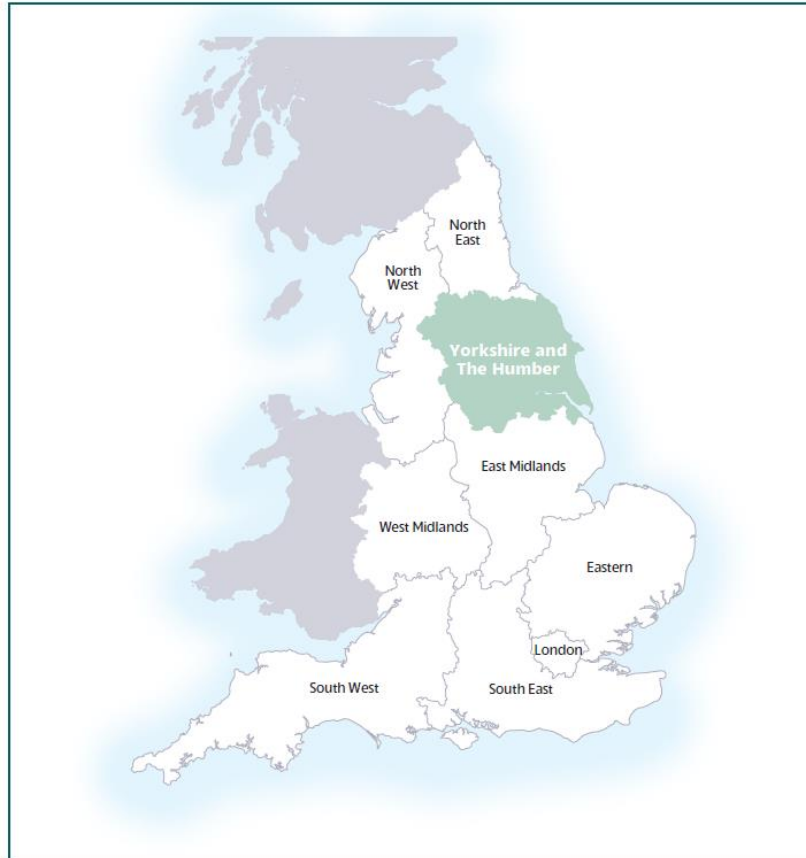 North
East
North
West
Yorkshire and
The Humber
East Midlands
West Midlands
Eastern
London
South West
South East